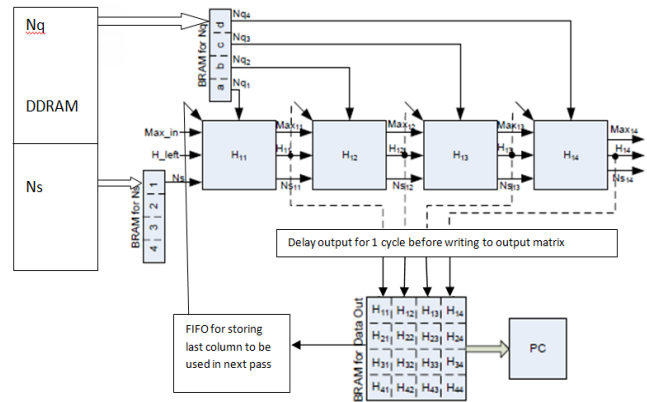 Nq
DDRAM
Ns
BRAM for Nq
a b c d
Nq4
Nq3
Nq2
Nq1
Max_in
H_left
Ns
H11
Max11
H11
Ns11
H12
Max12
H12
Ns12
H13
Max13
H13
Ns13
H14
Max14
H14
Ns14
BRAM for Ns
4 3 2 1
Delay output for 1 cycle before writing to output matrix
FIFO for storing
last column to be
used in next pass
BRAM for Data Out
H11 H12 H13 H14
H21 H22 H23 H24
H31 H32 H33 H34
H41 H42 H43 H44
PC